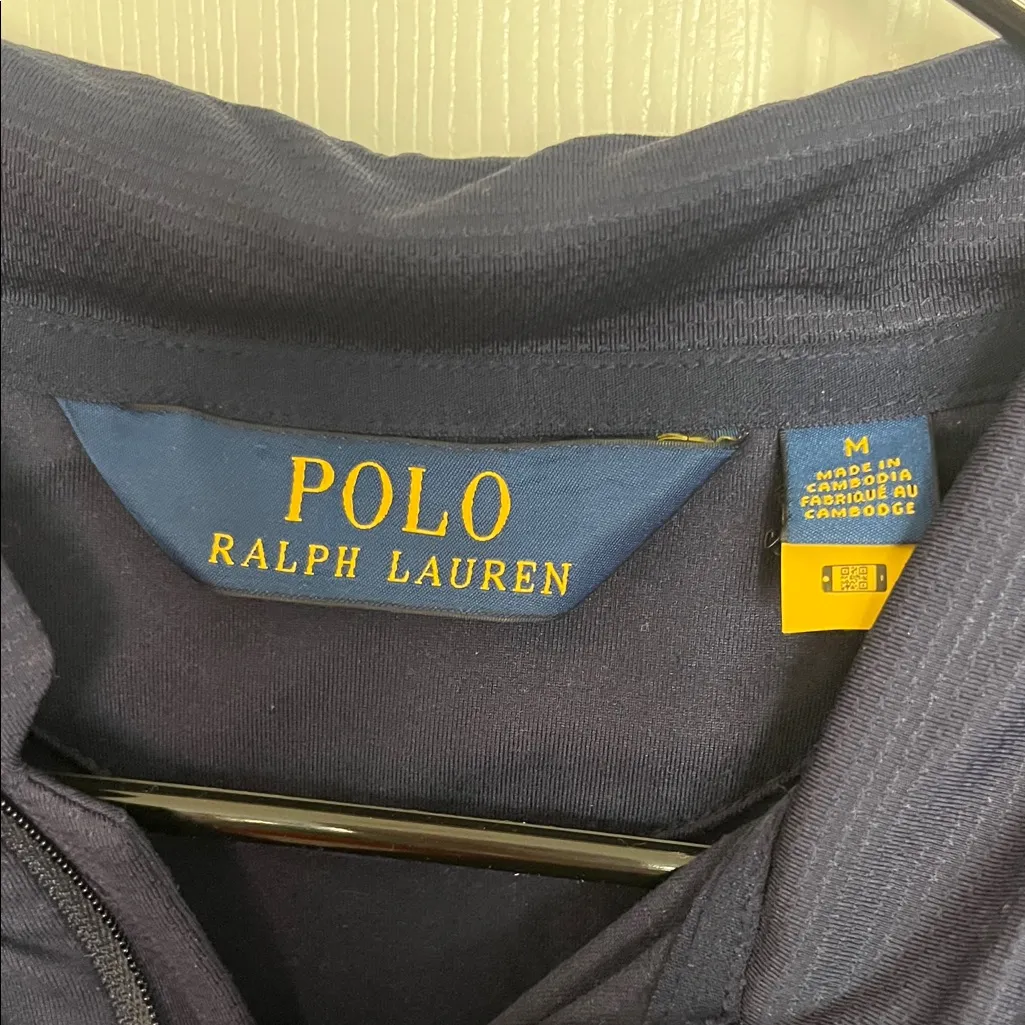 POLO
RALPH LAUREN
M
MADE IN
CAMBODIA
FABRIQUÉ AU
CAMBODGE